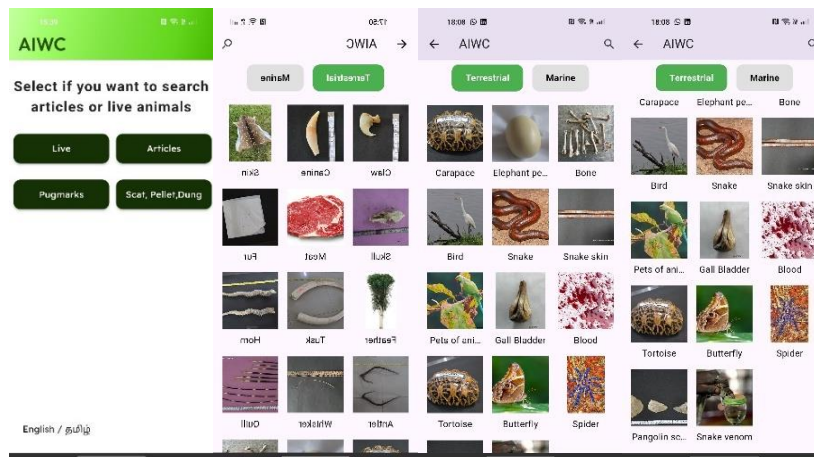 AIWC
Select if you want to search
articles or live animals
Live Articles
Pugmarks Scat, Pellet,Dung
English / தமிழ்
17:50
AIWC
Terrestrial Marine
Claw Canine Skin
Skull Meat Fur
Feather Tusk Horn
Antler Whisker Quill
18:08
AIWC
Terrestrial Marine
Carapace Elephant pe... Bone
Bird Snake Snake skin
Pets of ani... Gall Bladder Blood
Tortoise Butterfly Spider
18:08
AIWC
Terrestrial Marine
Carapace Elephant pe... Bone
Bird Snake Snake skin
Pets of ani... Gall Bladder Blood
Tortoise Butterfly Spider
Pangolin sc... Snake venom